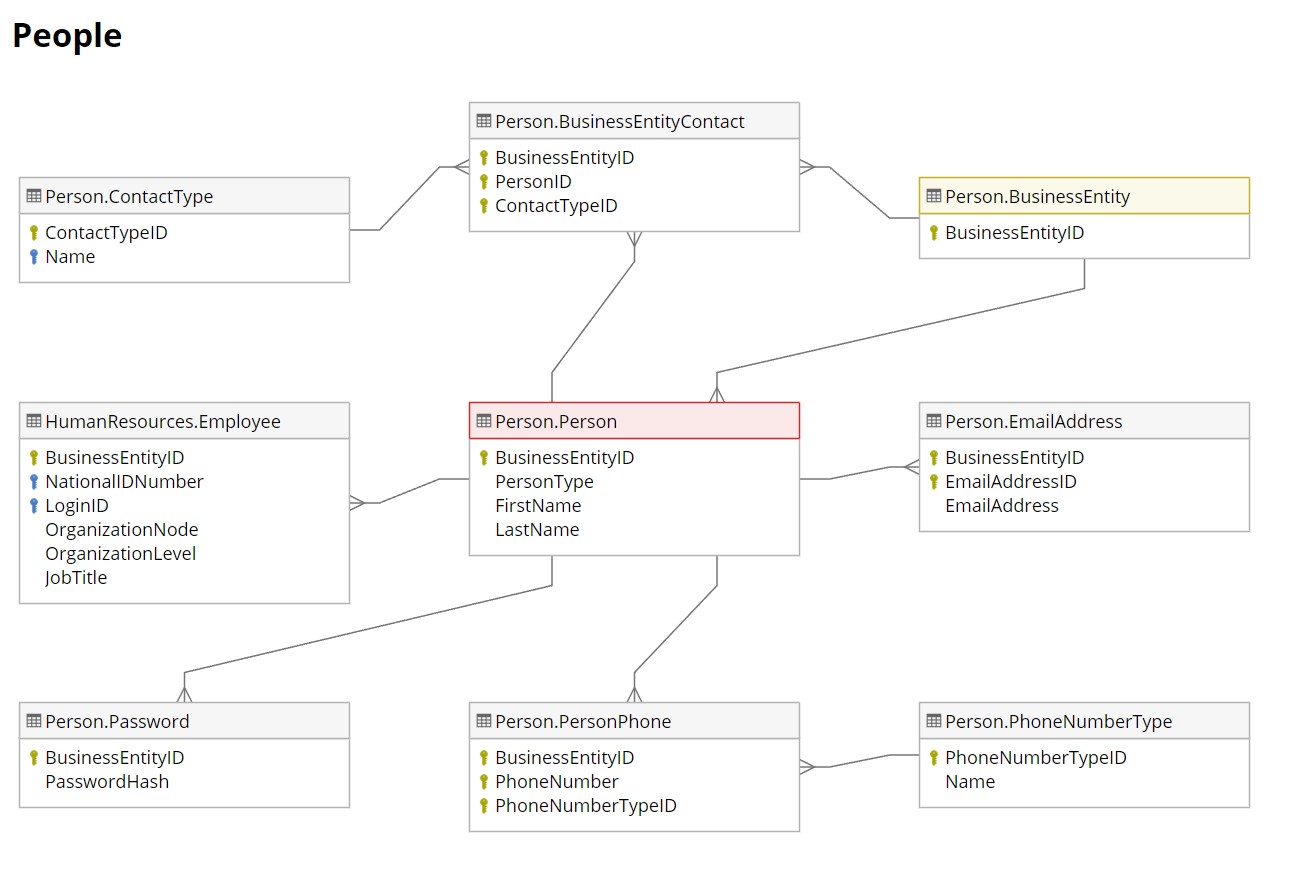 People
Person.BusinessEntityContact
BusinessEntityID
PersonID
ContactTypeID
Person.ContactType
ContactTypeID
Name
Person.BusinessEntity
BusinessEntityID
HumanResources.Employee
BusinessEntityID
NationalIDNumber
LoginID
OrganizationNode
OrganizationLevel
JobTitle
Person.Person
BusinessEntityID
PersonType
FirstName
LastName
Person.EmailAddress
BusinessEntityID
EmailAddressID
EmailAddress
Person.Password
BusinessEntityID
PasswordHash
Person.PersonPhone
BusinessEntityID
PhoneNumber
PhoneNumberTypeID
Person.PhoneNumberType
PhoneNumberTypeID
Name